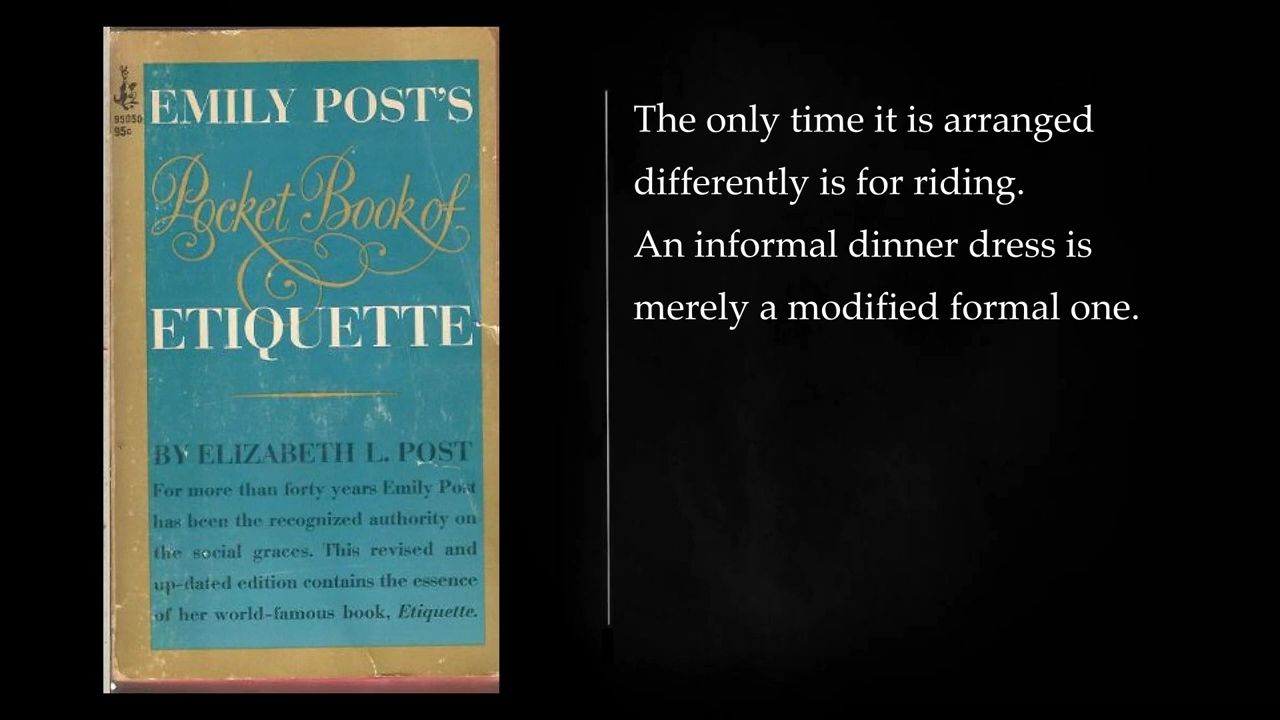 95050
95c
EMILY POST'S
Pocket Book of
ETIQUETTE
BY ELIZABETH L. POST
For more than forty years Emily Post
has been the recognized authority on
the social graces. This revised and
up-dated edition contains the essence
of her world-famous book, Etiquette.
The only time it is arranged
differently is for riding.
An informal dinner dress is
merely a modified formal one.